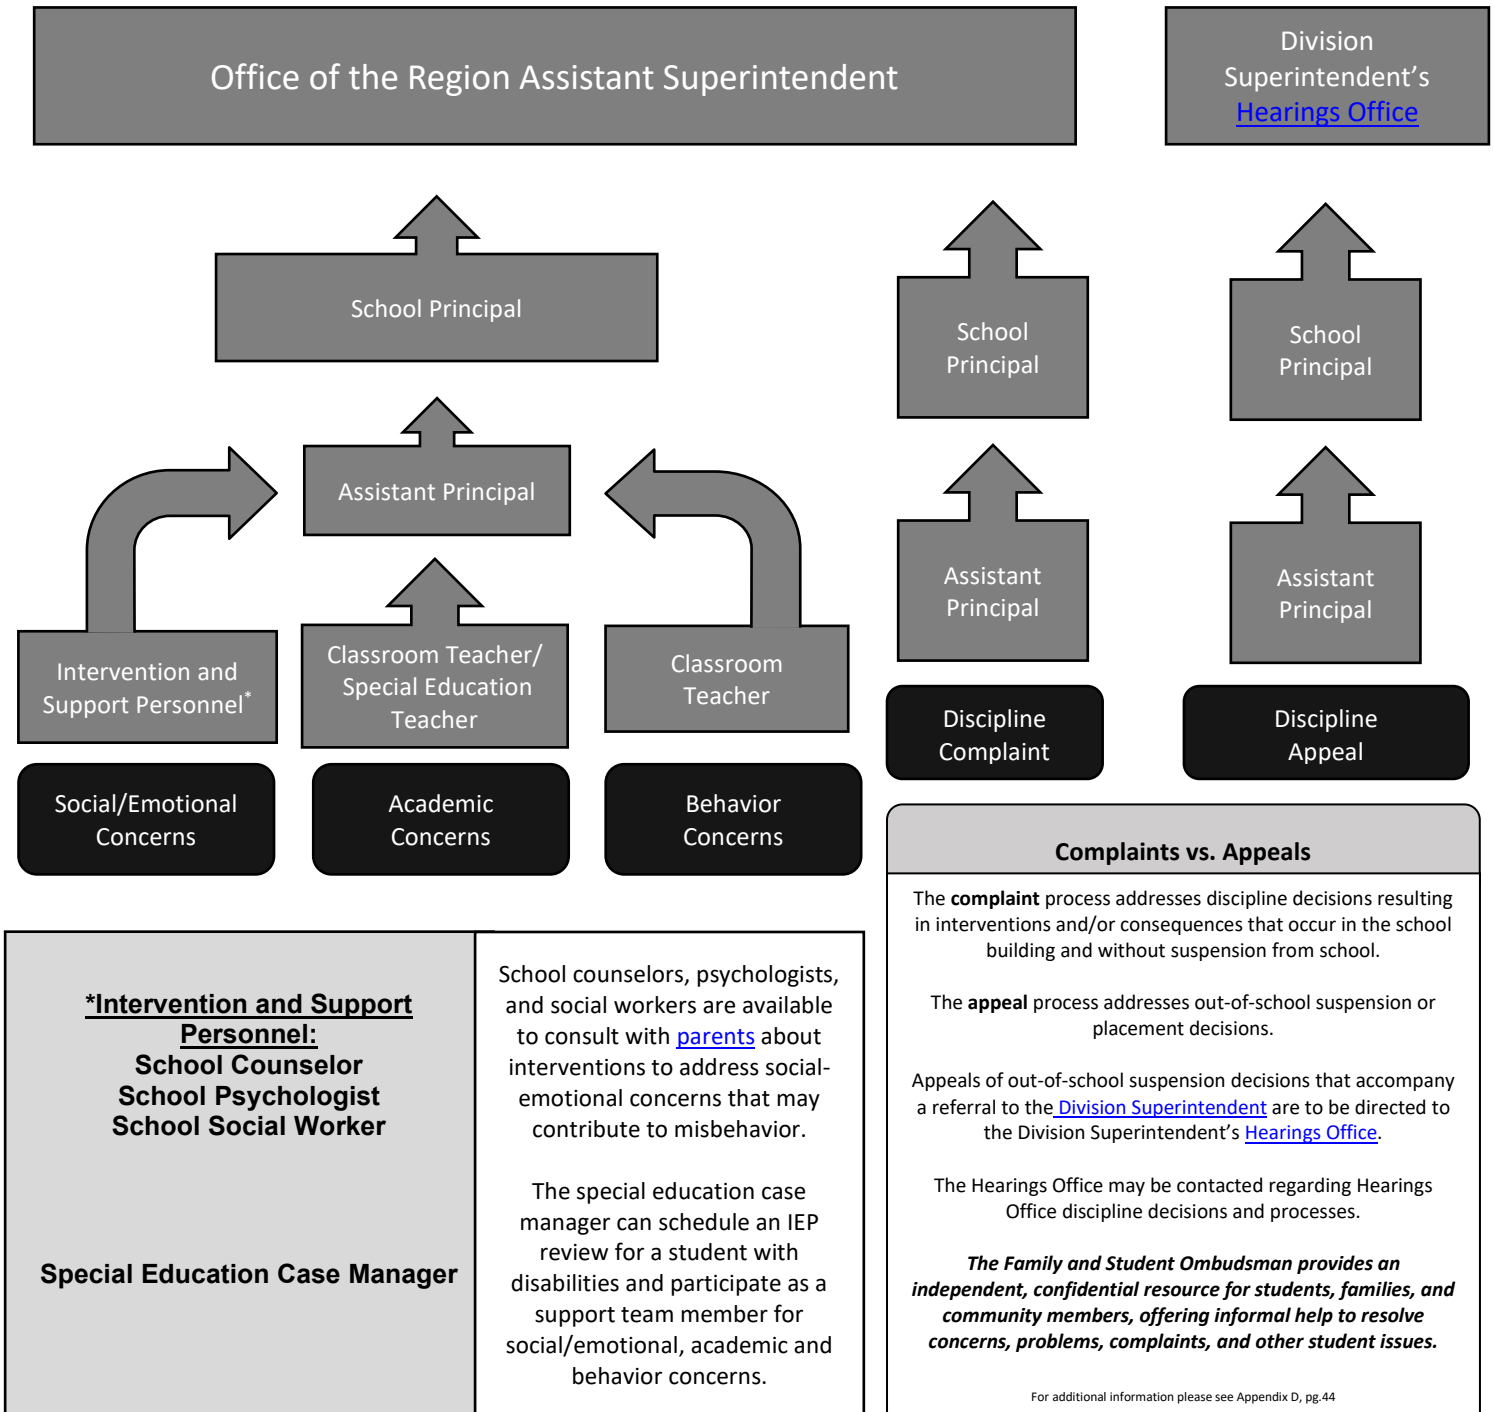 Office of the Region Assistant Superintendent
Division
Superintendent’s
Hearings Office
School Principal
Assistant Principal
Intervention and
Support Personnel*
Classroom Teacher/
Special Education
Teacher
Classroom
Teacher
Social/Emotional
Concerns
Academic
Concerns
Behavior
Concerns
School
Principal
Assistant
Principal
Discipline
Complaint
School
Principal
Assistant
Principal
Discipline
Appeal
*Intervention and Support
Personnel:
School Counselor
School Psychologist
School Social Worker
Special Education Case Manager
School counselors, psychologists,
and social workers are available
to consult with parents about
interventions to address social-
emotional concerns that may
contribute to misbehavior.
The special education case
manager can schedule an IEP
review for a student with
disabilities and participate as a
support team member for
social/emotional, academic and
behavior concerns.
Complaints vs. Appeals
The complaint process addresses discipline decisions resulting
in interventions and/or consequences that occur in the school
building and without suspension from school.
The appeal process addresses out-of-school suspension or
placement decisions.
Appeals of out-of-school suspension decisions that accompany
a referral to the Division Superintendent are to be directed to
the Division Superintendent’s Hearings Office.
The Hearings Office may be contacted regarding Hearings
Office discipline decisions and processes.
The Family and Student Ombudsman provides an
independent, confidential resource for students, families, and
community members, offering informal help to resolve
concerns, problems, complaints, and other student issues.
For additional information please see Appendix D, pg.44